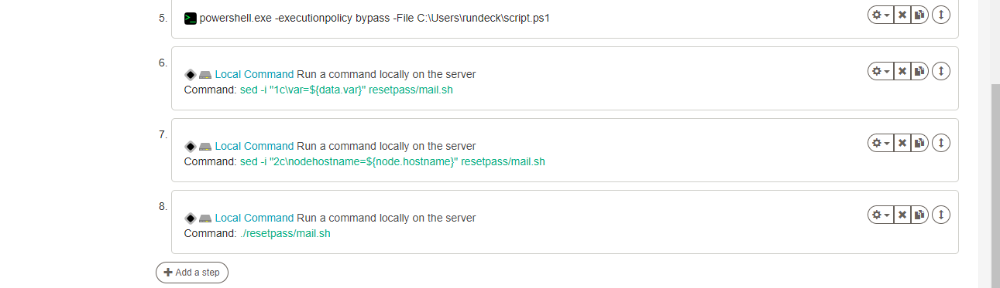 5. powershell.exe -executionpolicy bypass -File C:\Users\rundeck\script.ps1
6.
Local Command Run a command locally on the server
Command: sed -i "1c\var=${data.var}" resetpass/mail.sh
7.
Local Command Run a command locally on the server
Command: sed -i "2c\nodehostname=${node.hostname}" resetpass/mail.sh
8.
Local Command Run a command locally on the server
Command: ./resetpass/mail.sh
Add a step